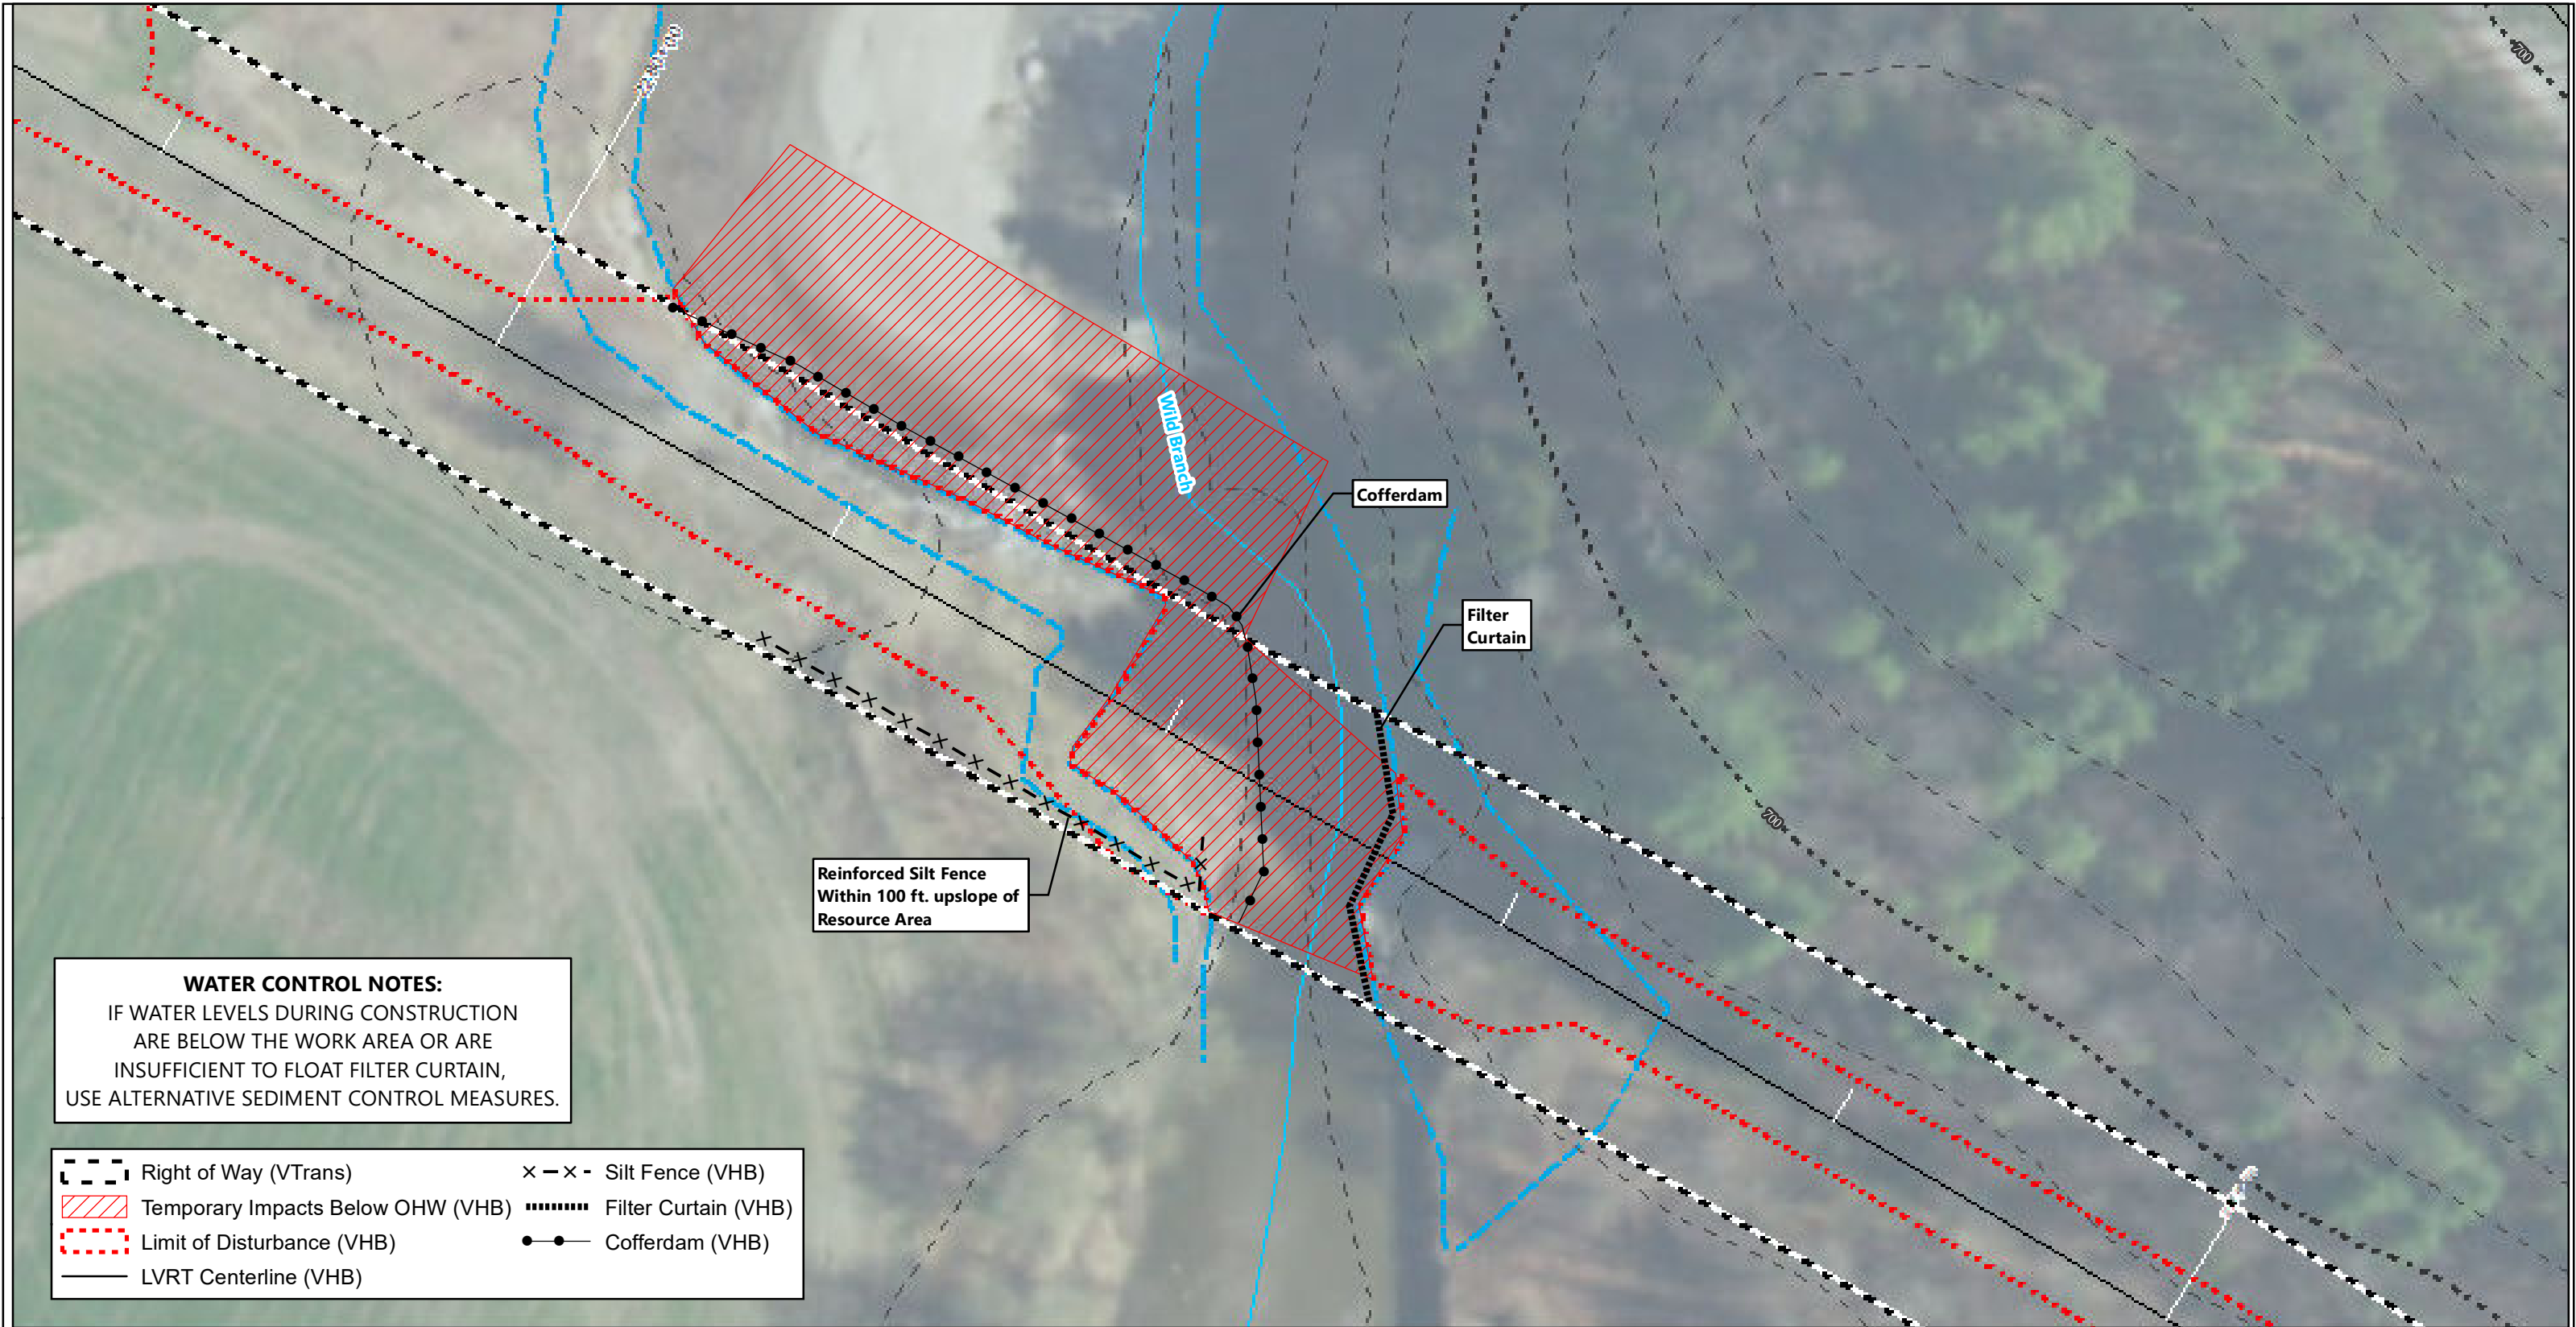 700
Wild Branch
Cofferdam
Filter
Curtain
700
Reinforced Silt Fence
Within 100 ft. upslope of
Resource Area
WATER CONTROL NOTES:
IF WATER LEVELS DURING CONSTRUCTION
ARE BELOW THE WORK AREA OR ARE
INSUFFICIENT TO FLOAT FILTER CURTAIN,
USE ALTERNATIVE SEDIMENT CONTROL MEASURES.
Right of Way (VTrans)
Temporary Impacts Below OHW (VHB)
Limit of Disturbance (VHB)
LVRT Centerline (VHB)
Silt Fence (VHB)
Filter Curtain (VHB)
Cofferdam (VHB)